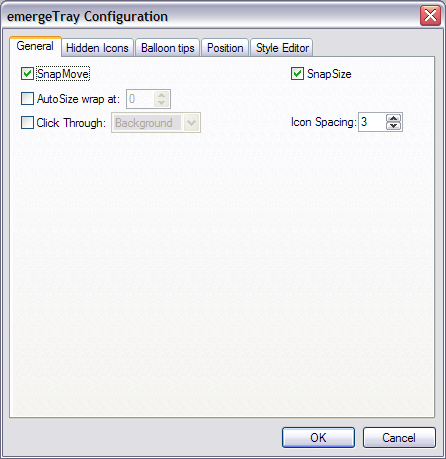 emergeTray Configuration
General Hidden Icons Balloon tips Position Style Editor
SnapMove SnapSize
AutoSize wrap at: 0
Click Through: Background Icon Spacing: 3
OK Cancel